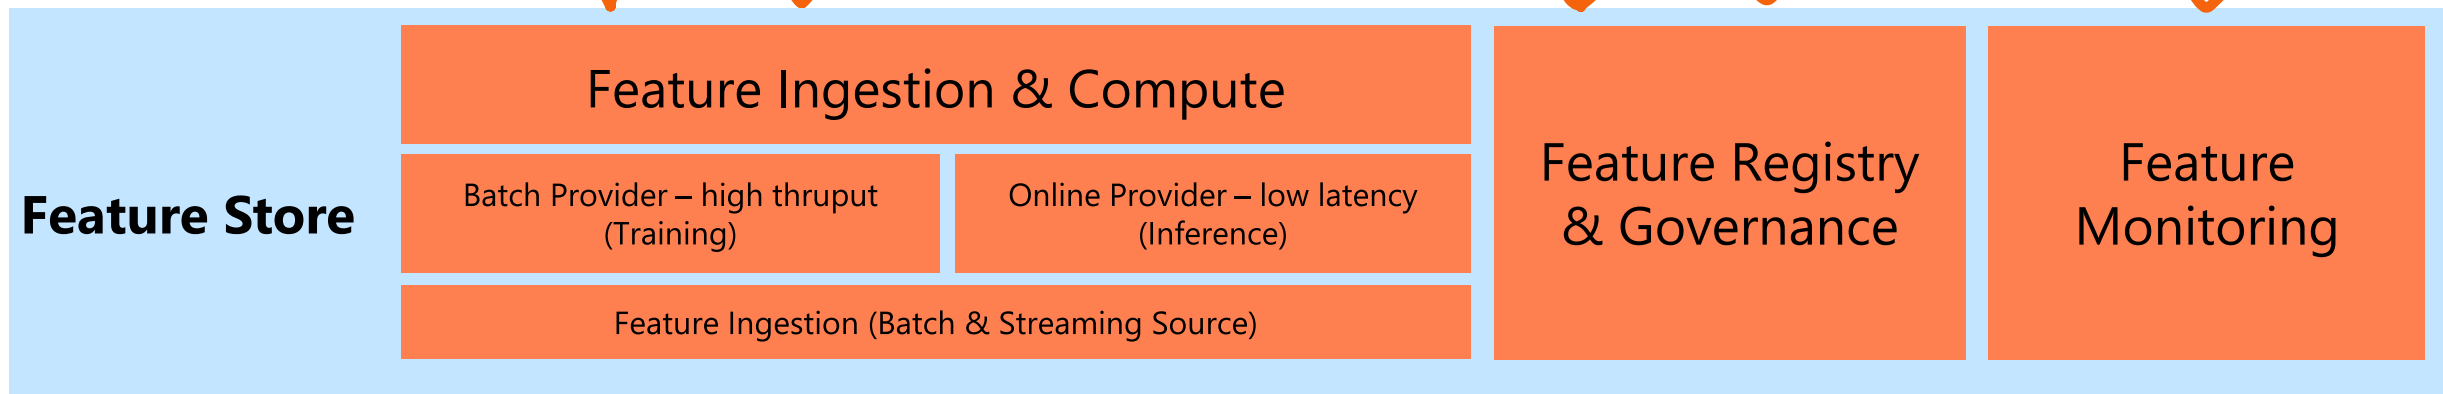 Feature Store
Feature Ingestion & Compute
Batch Provider – high thruput
(Training)
Online Provider – low latency
(Inference)
Feature Ingestion (Batch & Streaming Source)
Feature Registry
& Governance
Feature
Monitoring